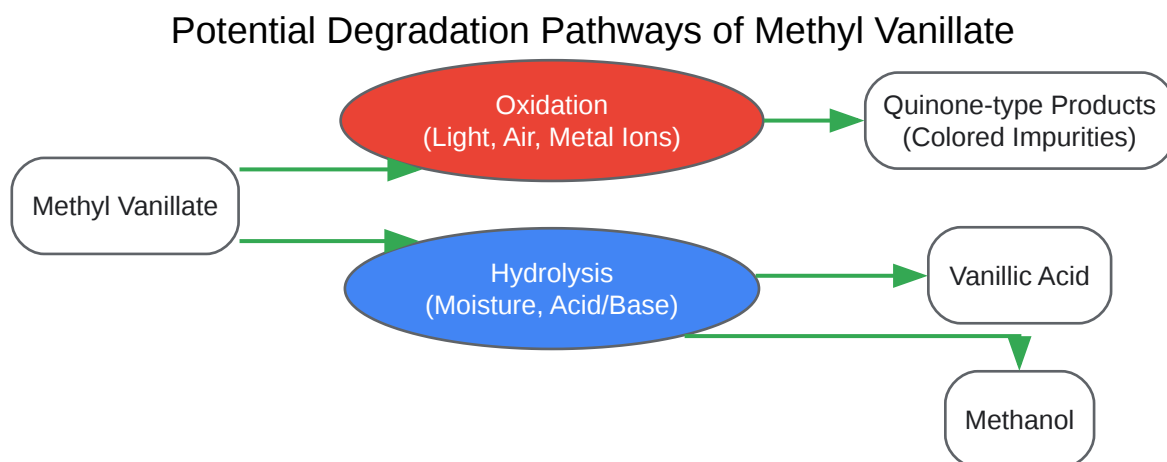 Potential Degradation Pathways of Methyl Vanillate
Oxidation
(Light, Air, Metal Ions)
Quinone-type Products
(Colored Impurities)
Methyl Vanillate
Hydrolysis
(Moisture, Acid/Base)
Vanillic Acid
Methanol